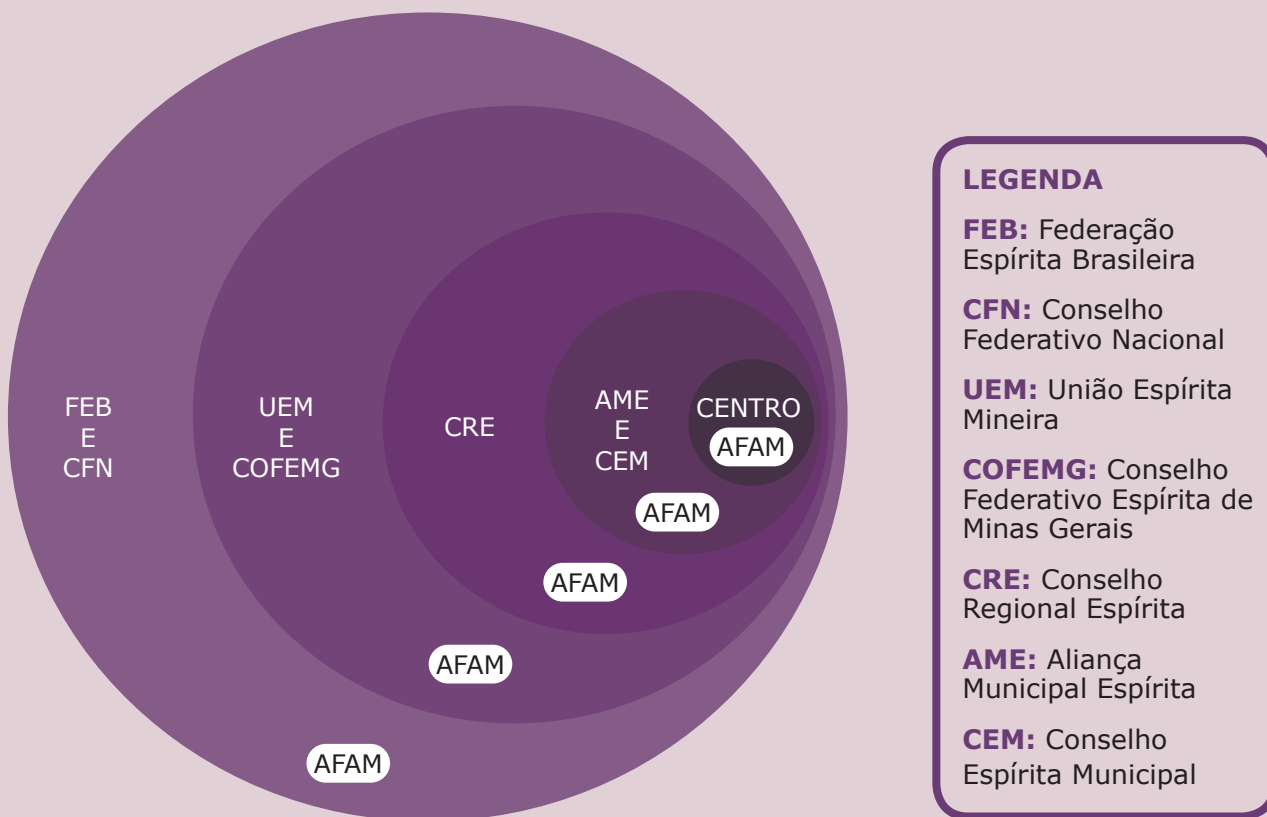 FEB
E
CFN
UEM
E
COFEMG
CRE
AME
E
CEM
CENTRO
AFAM
AFAM
AFAM
AFAM
AFAM
LEGENDA
FEB: Federação
Espírita Brasileira
CFN: Conselho
Federativo Nacional
UEM: União Espírita
Mineira
COFEMG: Conselho
Federativo Espírita de
Minas Gerais
CRE: Conselho
Regional Espírita
AME: Aliança
Municipal Espírita
CEM: Conselho
Espírita Municipal